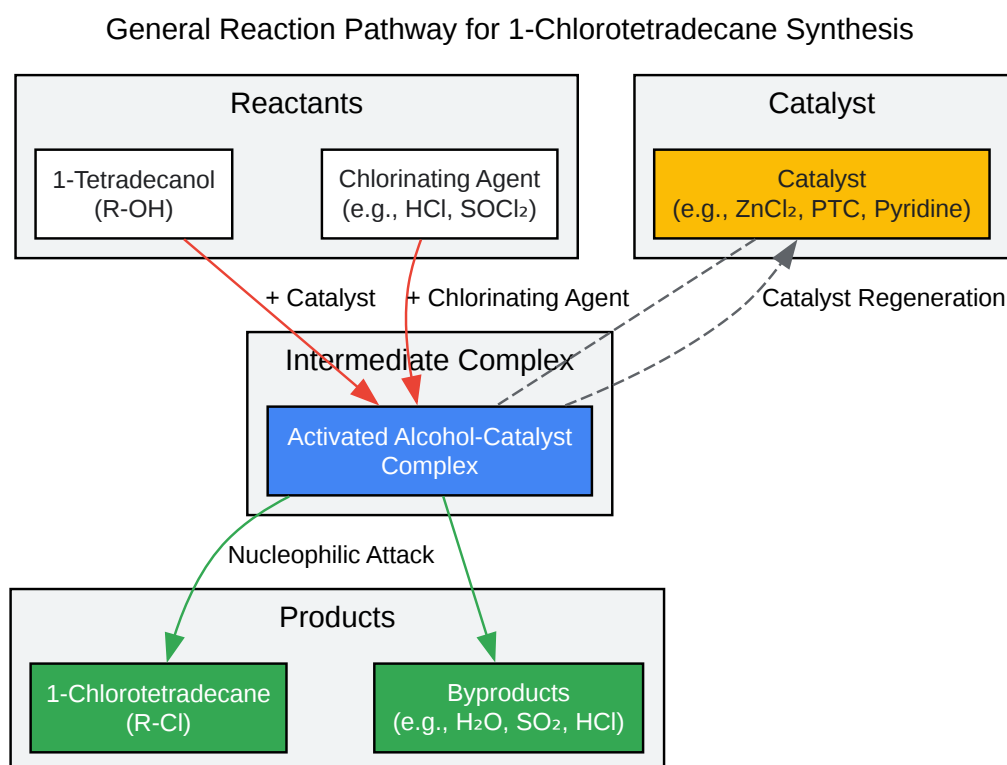 General Reaction Pathway for 1-Chlorotetradecane Synthesis
Reactants
Catalyst
1-Tetradecanol
(R-OH)
Chlorinating Agent
(e.g., HCl, SOCl₂)
Catalyst
(e.g., ZnCl₂, PTC, Pyridine)
+ Catalyst
+ Chlorinating Agent
Catalyst Regeneration
Intermediate Complex
Activated Alcohol-Catalyst
Complex
Nucleophilic Attack
Products
1-Chlorotetradecane
(R-Cl)
Byproducts
(e.g., H₂O, SO₂, HCl)